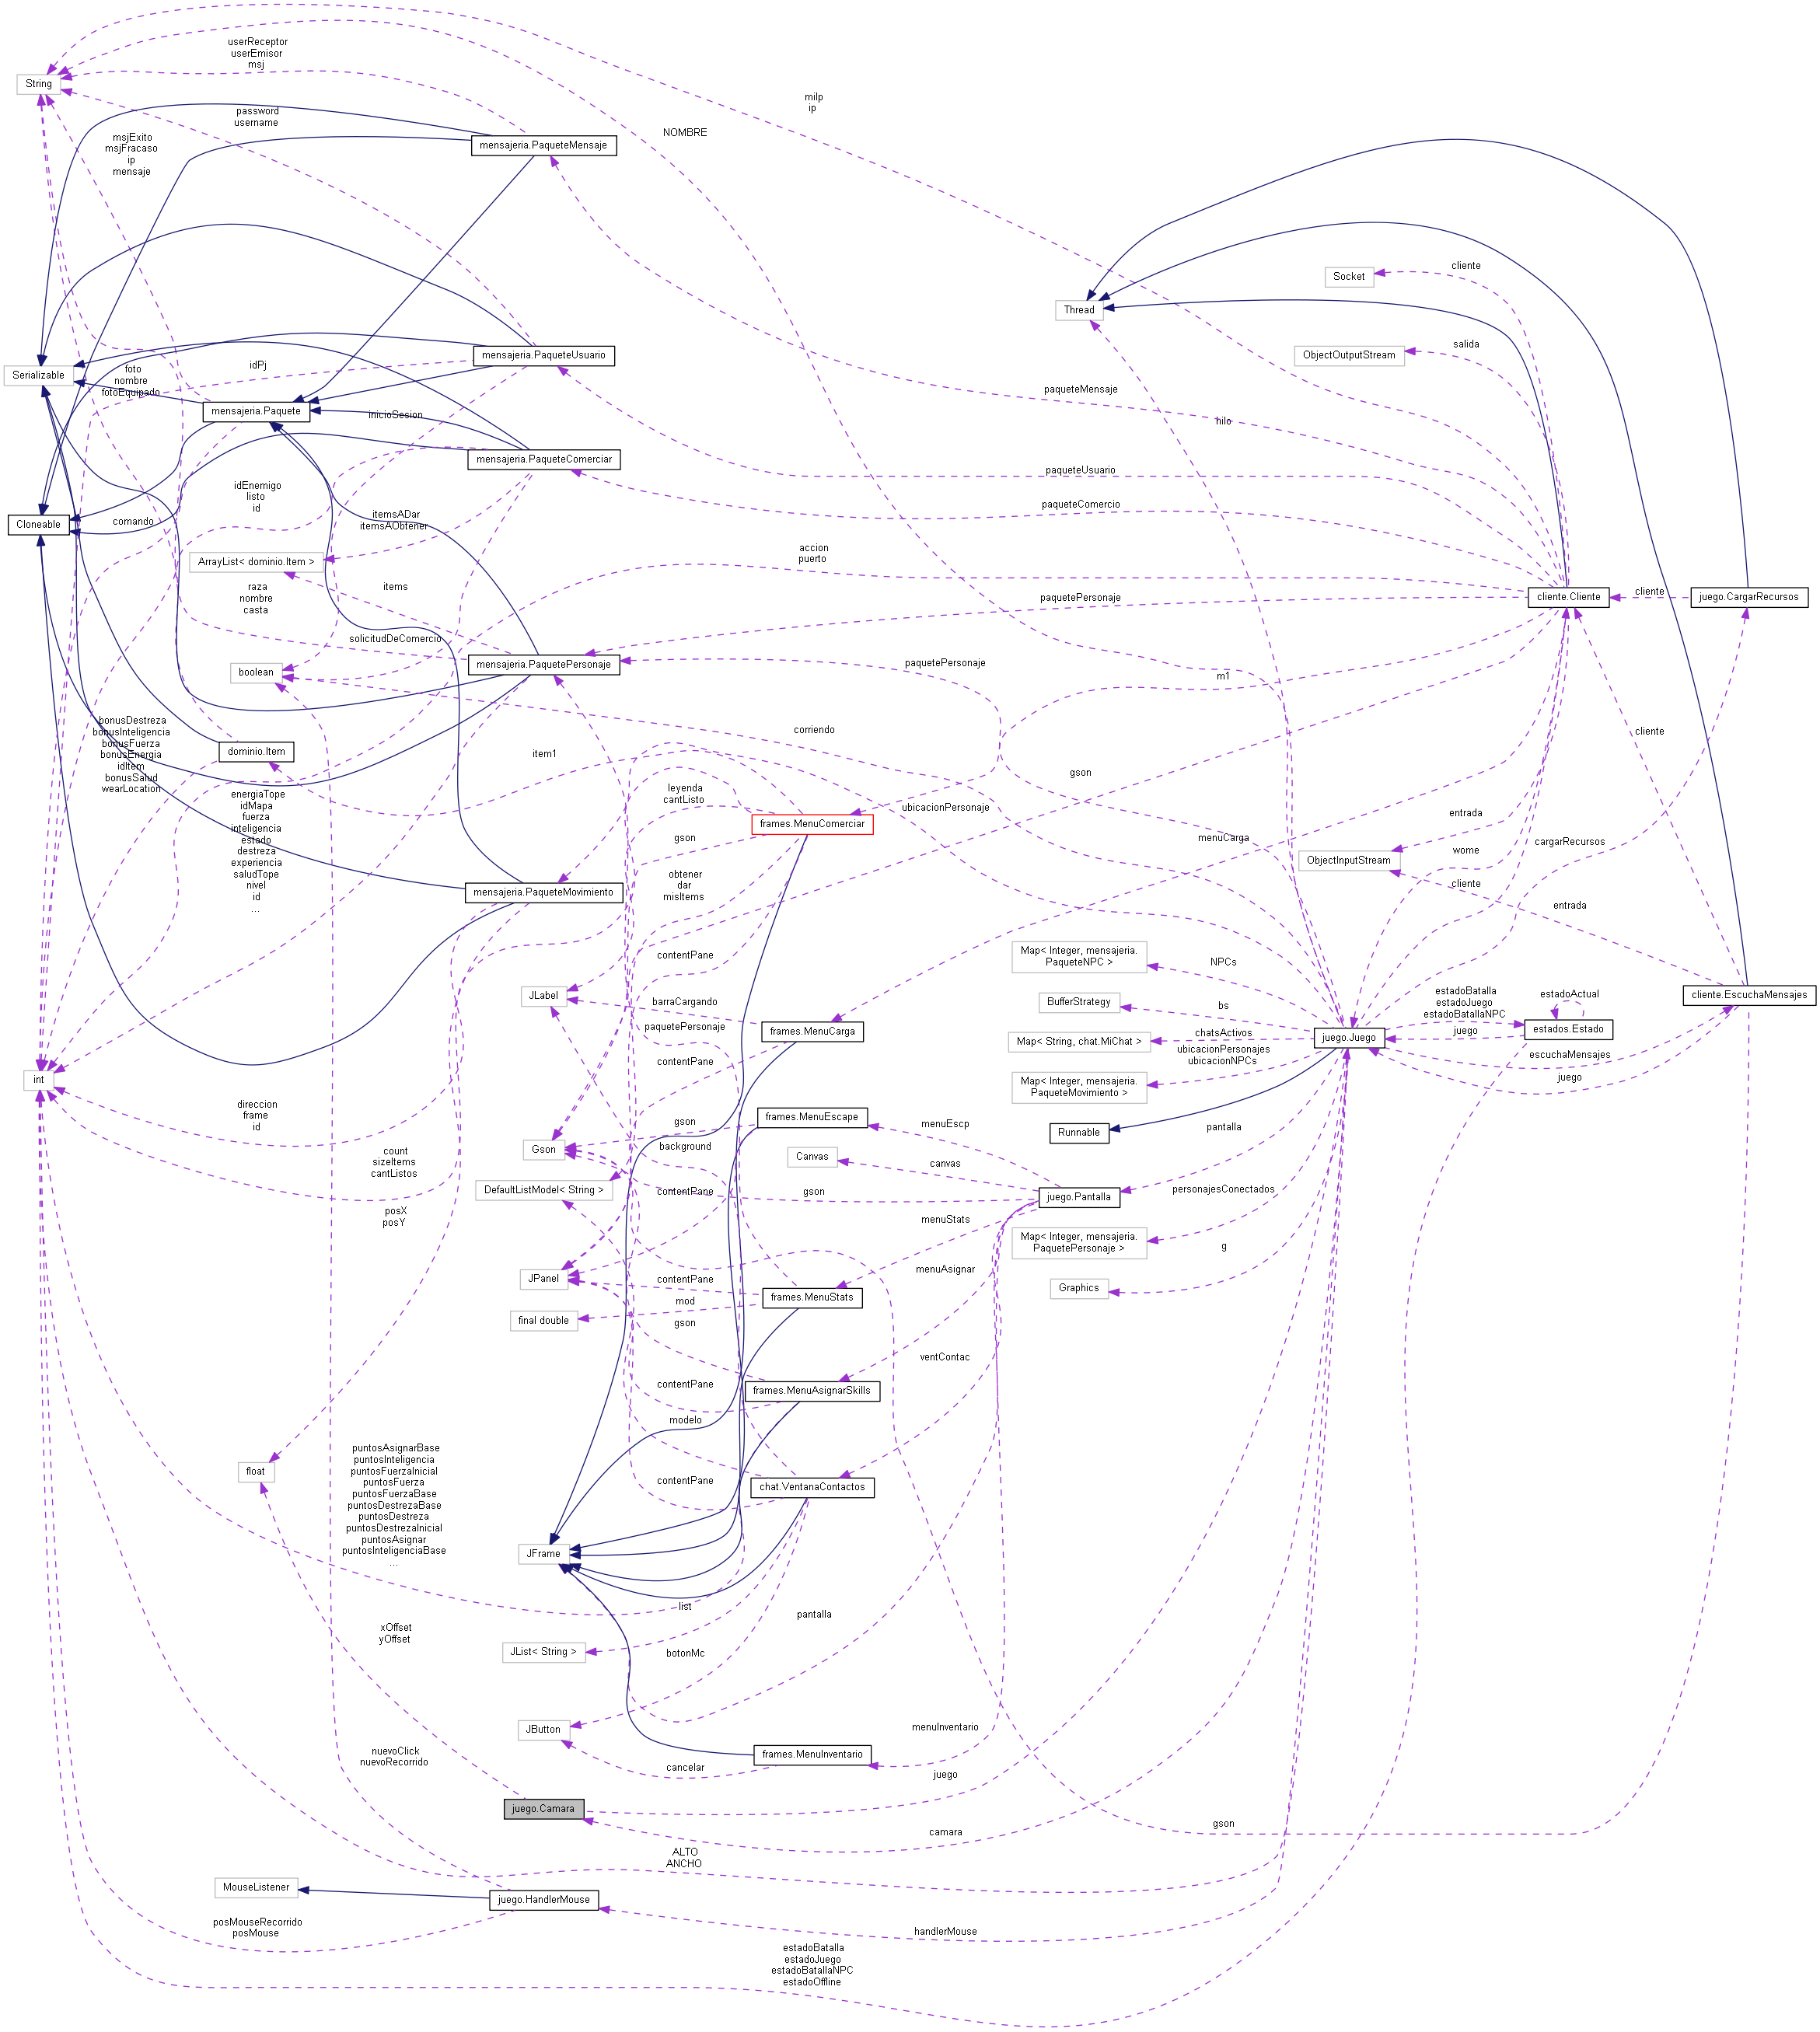 userReceptor
userEmisor
msj
String
password
username
milp
ip
NOMBRE
msjExito
msjFracaso
ip
mensaje
mensajeria.PaqueteMensaje
Socket
cliente
Thread
ObjectOutputStream
salida
mensajeria.PaqueteUsuario
Serializable
foto
nombre
fotoEquipado
idPj
paqueteMensaje
mensajeria.Paquete
inicioSesion
hilo
mensajeria.PaqueteComerciar
paqueteUsuario
idEnemigo
listo
id
paqueteComercio
Cloneable
comando
itemsADar
itemsAObtener
accion
puerto
ArrayList< dominio.Item >
raza
nombre
casta
items
paquetePersonaje
cliente.Cliente
cliente
juego.CargarRecursos
solicitudDeComercio
mensajeria.PaquetePersonaje
paquetePersonaje
boolean
m1
bonusDestreza
bonusInteligencia
bonusFuerza
bonusEnergia
idItem
bonusSalud
wearLocation
dominio.Item
item1
corriendo
cliente
gson
energiaTope
idMapa
fuerza
inteligencia
estado
destreza
experiencia
saludTope
nivel
id
...
leyenda
cantListo
ubicacionPersonaje
frames.MenuComerciar
gson
menuCarga
entrada
wome
cargarRecursos
ObjectInputStream
mensajeria.PaqueteMovimiento
obtener
dar
misItems
cliente
entrada
contentPane
Map< Integer, mensajeria.
PaqueteNPC >
NPCs
JLabel
barraCargando
BufferStrategy
bs
estadoBatalla
estadoJuego
estadoBatallaNPC
estadoActual
cliente.EscuchaMensajes
paquetePersonaje
frames.MenuCarga
Map< String, chat.MiChat >
chatsActivos
juego.Juego
juego
estados.Estado
contentPane
ubicacionPersonajes
ubicacionNPCs
escuchaMensajes
int
Map< Integer, mensajeria.
PaqueteMovimiento >
juego
direccion
frame
id
gson
frames.MenuEscape
menuEscp
Runnable
pantalla
Gson
background
Canvas
canvas
count
sizeItems
cantListos
DefaultListModel< String >
contentPane
gson
juego.Pantalla
personajesConectados
posX
posY
menuStats
Map< Integer, mensajeria.
PaquetePersonaje >
g
JPanel
contentPane
menuAsignar
Graphics
final double
mod
frames.MenuStats
gson
ventContac
contentPane
frames.MenuAsignarSkills
modelo
puntosAsignarBase
puntosInteligencia
puntosFuerzaInicial
puntosFuerza
puntosFuerzaBase
puntosDestrezaBase
puntosDestreza
puntosDestrezaInicial
puntosAsignar
puntosInteligenciaBase
...
float
contentPane
chat.VentanaContactos
JFrame
list
xOffset
yOffset
pantalla
JList< String >
botonMc
JButton
menuInventario
nuevoClick
nuevoRecorrido
frames.MenuInventario
cancelar
juego
juego.Camara
camara
gson
ALTO
ANCHO
MouseListener
juego.HandlerMouse
posMouseRecorrido
posMouse
handlerMouse
estadoBatalla
estadoJuego
estadoBatallaNPC
estadoOffline